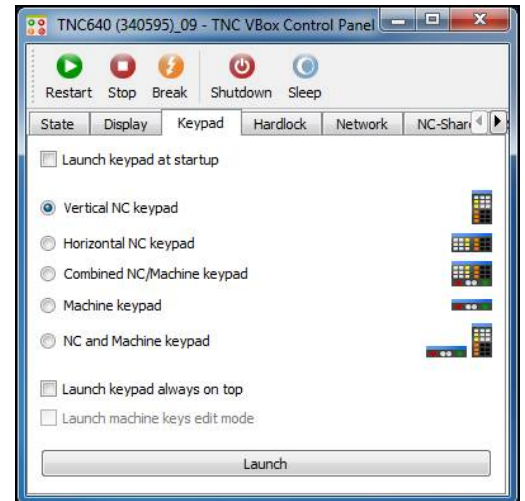 TNC640 (340595)_09 - TNC VBox Control Panel
Restart Stop Break Shutdown Sleep
State Display Keypad Hardlock Network NC-Shar
Launch keypad at startup
Vertical NC keypad
Horizontal NC keypad
Combined NC/Machine keypad
Machine keypad
NC and Machine keypad
Launch keypad always on top
Launch machine keys edit mode
Launch